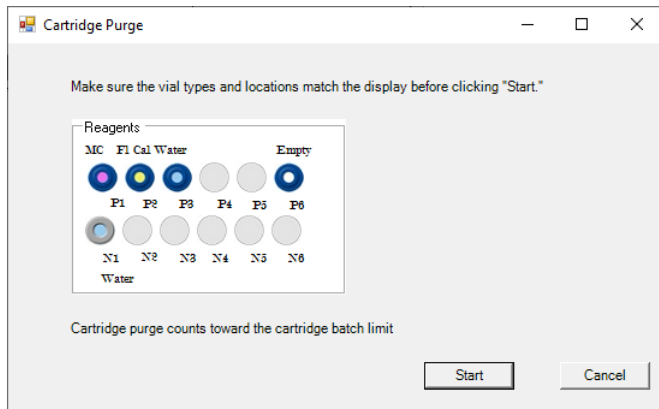 Cartridge Purge
Make sure the vial types and locations match the display before clicking "Start."
Reagents
MC Fl Cal Water Empty
P1 P2 P3 P4 P5 P6
N1 N2 N3 N4 N5 N6
Water
Cartridge purge counts toward the cartridge batch limit
Start Cancel